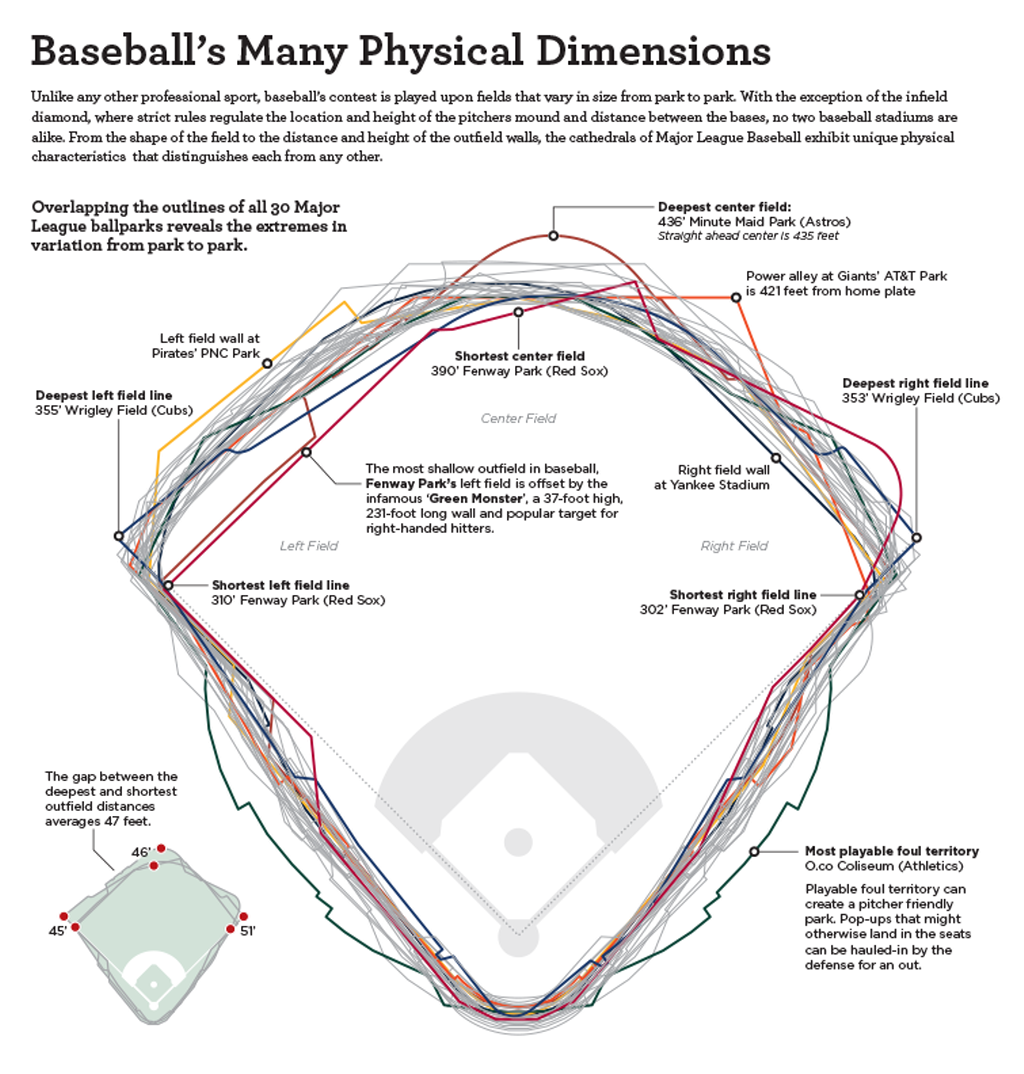 Baseball's Many Physical Dimensions
Unlike any other professional sport, baseball's contest is played upon fields that vary in size from park to park. With the exception of the infield
diamond, where strict rules regulate the location and height of the pitchers mound and distance between the bases, no two baseball stadiums are
alike. From the shape of the field to the distance and height of the outfield walls, the cathedrals of Major League Baseball exhibit unique physical
characteristics that distinguishes each from any other.
Overlapping the outlines of all 30 Major
League ballparks reveals the extremes in
variation from park to park.
Deepest center field:
436' Minute Maid Park (Astros)
Straight ahead center is 435 feet
Power alley at Giants' AT&T Park
is 421 feet from home plate
Left field wall at
Pirates' PNC Park
Shortest center field
390' Fenway Park (Red Sox)
Deepest left field line
355' Wrigley Field (Cubs)
Deepest right field line
353' Wrigley Field (Cubs)
Center Field
The most shallow outfield in baseball,
Fenway Park's left field is offset by the
infamous 'Green Monster', a 37-foot high,
231-foot long wall and popular target for
right-handed hitters.
Right field wall
at Yankee Stadium
Left Field
Right Field
Shortest left field line
310' Fenway Park (Red Sox)
Shortest right field line
302' Fenway Park (Red Sox)
The gap between the
deepest and shortest
outfield distances
averages 47 feet.
46'
45'
51'
Most playable foul territory
O.co Coliseum (Athletics)
Playable foul territory can
create a pitcher friendly
park. Pop-ups that might
otherwise land in the seats
can be hauled-in by the
defense for an out.